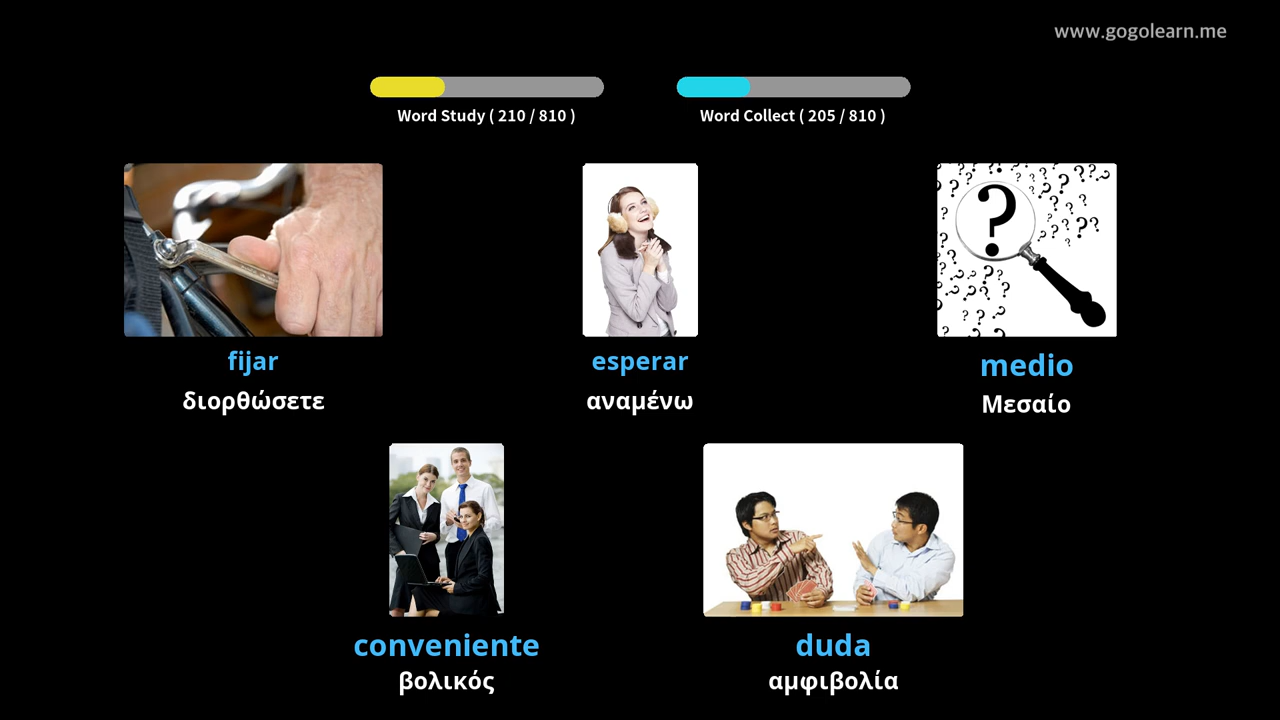 www.gogolearn.me
Word Study ( 210 / 810 )
Word Collect ( 205 / 810 )
fijar
διορθώσετε
esperar
αναμένω
medio
Μεσαίο
conveniente
βολικός
duda
αμφιβολία